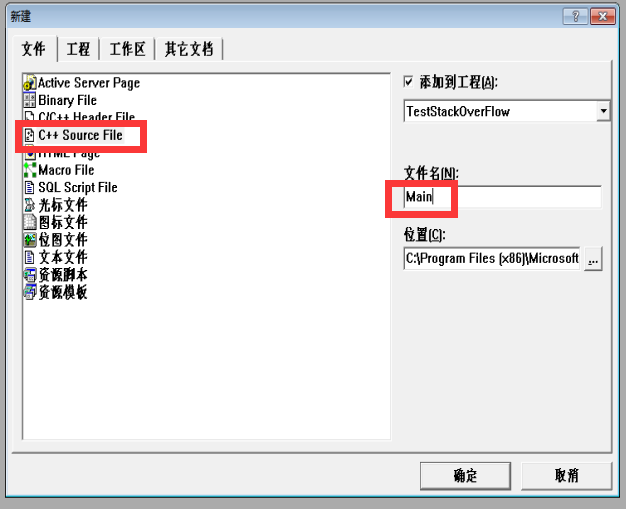 新建
文件 工程 工作区 其它文档
Active Server Page
Binary File
C/C++ Header File
C++ Source File
HTML Page
Macro File
SQL Script File
光标文件
图标文件
位图文件
文本文件
资源脚本
资源模板
添加到工程(A):
TestStackOverFlow
文件名(N):
Main
位置(C):
C:\Program Files (x86)\Microsoft
...
确定 取消